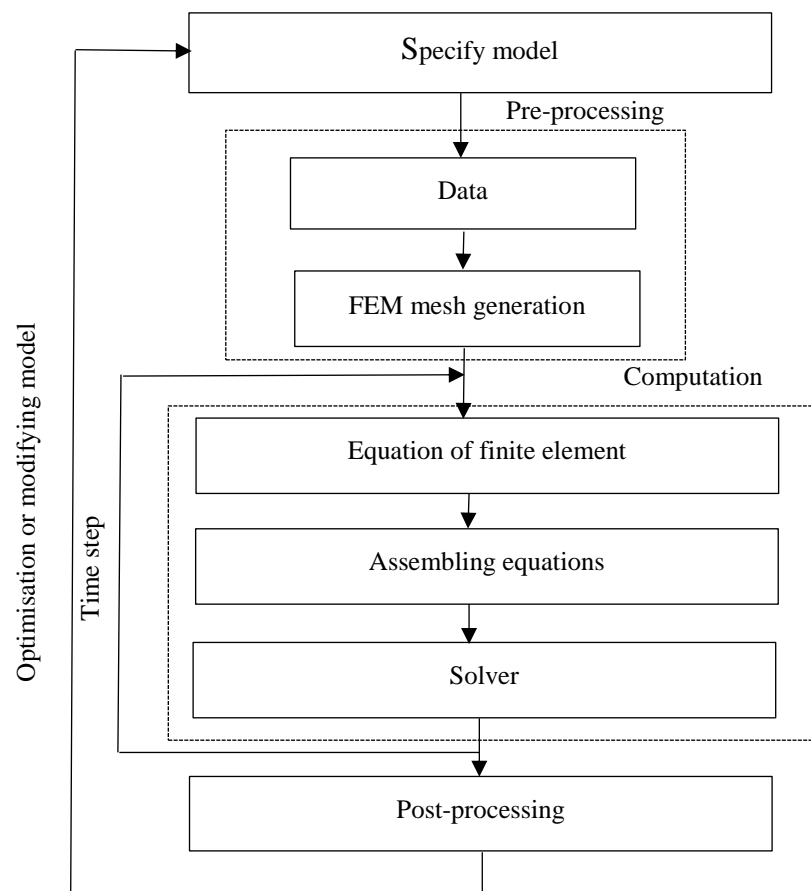 Specify model
Pre-processing
Data
FEM mesh generation
Computation
Equation of finite element
Assembling equations
Solver
Post-processing
Time step
Optimisation or modifying model